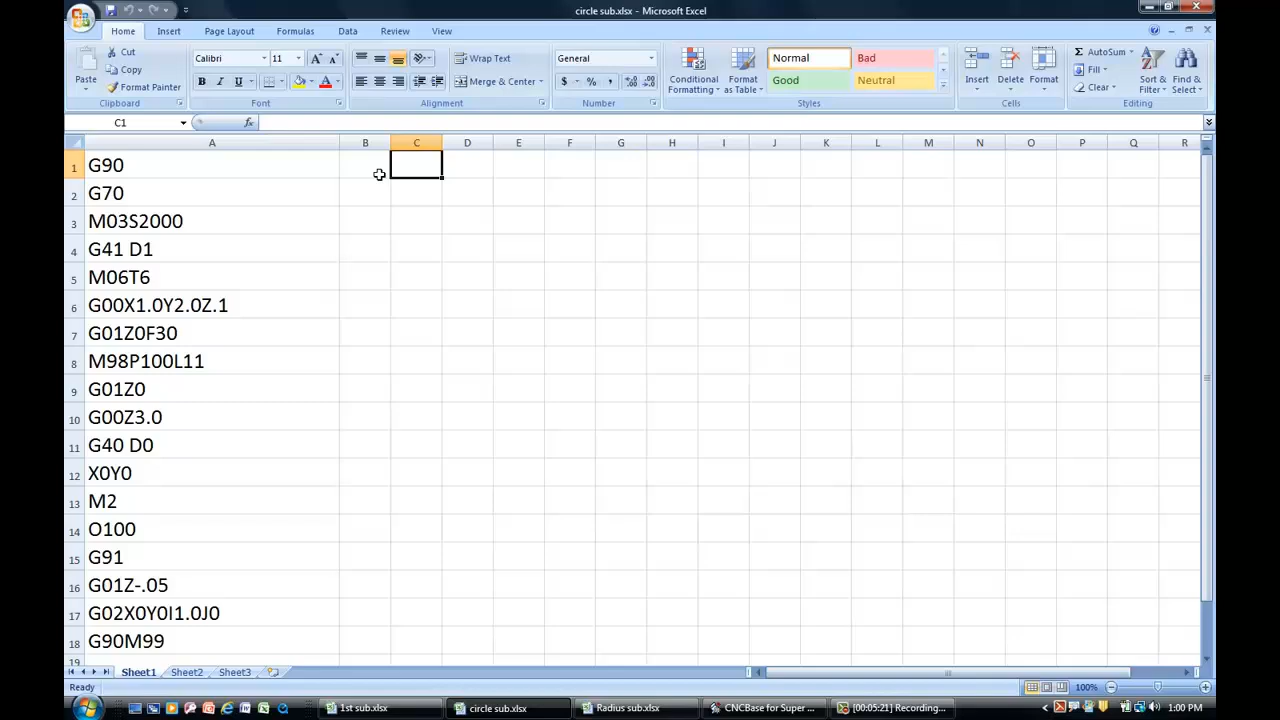 circle sub.xlsx - Microsoft Excel
Home Insert Page Layout Formulas Data Review View
Cut
Copy
Format Painter
Paste
Clipboard
Calibri 11
B I U
Font
Wrap Text
Merge & Center
Alignment
General
$ % ,
Number
Conditional Formatting
Format as Table
Normal Bad
Good Neutral
Styles
Insert Delete Format
Cells
AutoSum
Fill
Clear
Sort & Filter
Find & Select
Editing
C1 fx
A B C D E F G H I J K L M N O P Q R
1 G90
2 G70
3 M03S2000
4 G41 D1
5 M06T6
6 G00X1.0Y2.0Z.1
7 G01Z0F30
8 M98P100L11
9 G01Z0
10 G00Z3.0
11 G40 D0
12 X0Y0
13 M2
14 O100
15 G91
16 G01Z-.05
17 G02X0Y0I1.0J0
18 G90M99
19
Sheet1 Sheet2 Sheet3
Ready 100%
1st sub.xlsx circle sub.xlsx Radius sub.xlsx CNCBase for Super ... [00:05:21] Recording... 1:00 PM